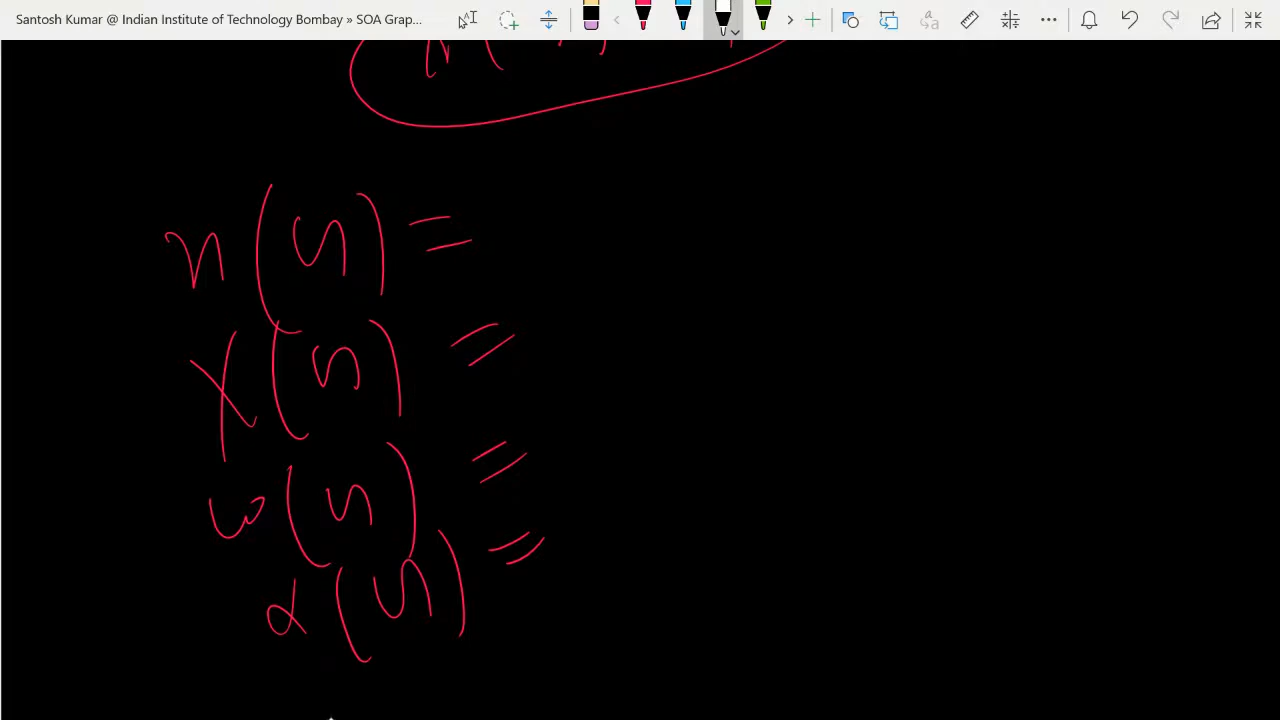 Santosh Kumar @ Indian Institute of Technology Bombay » SOA Grap...
n(S) =
χ(S) =
ω(S) =
α(S) =